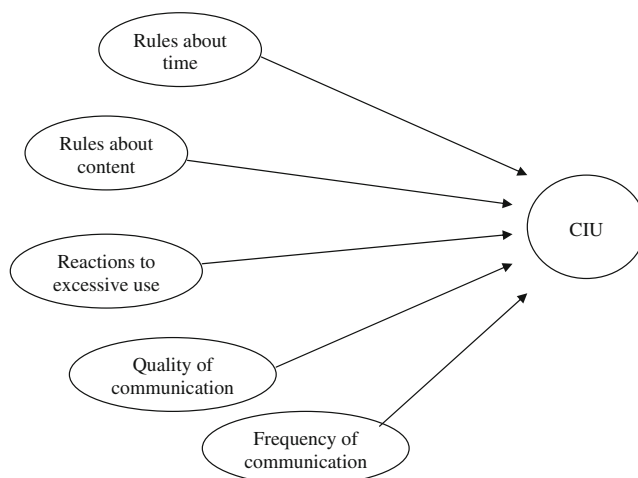 Rules about
time
Rules about
content
Reactions to
excessive use
Quality of
communication
Frequency of
communication
CIU